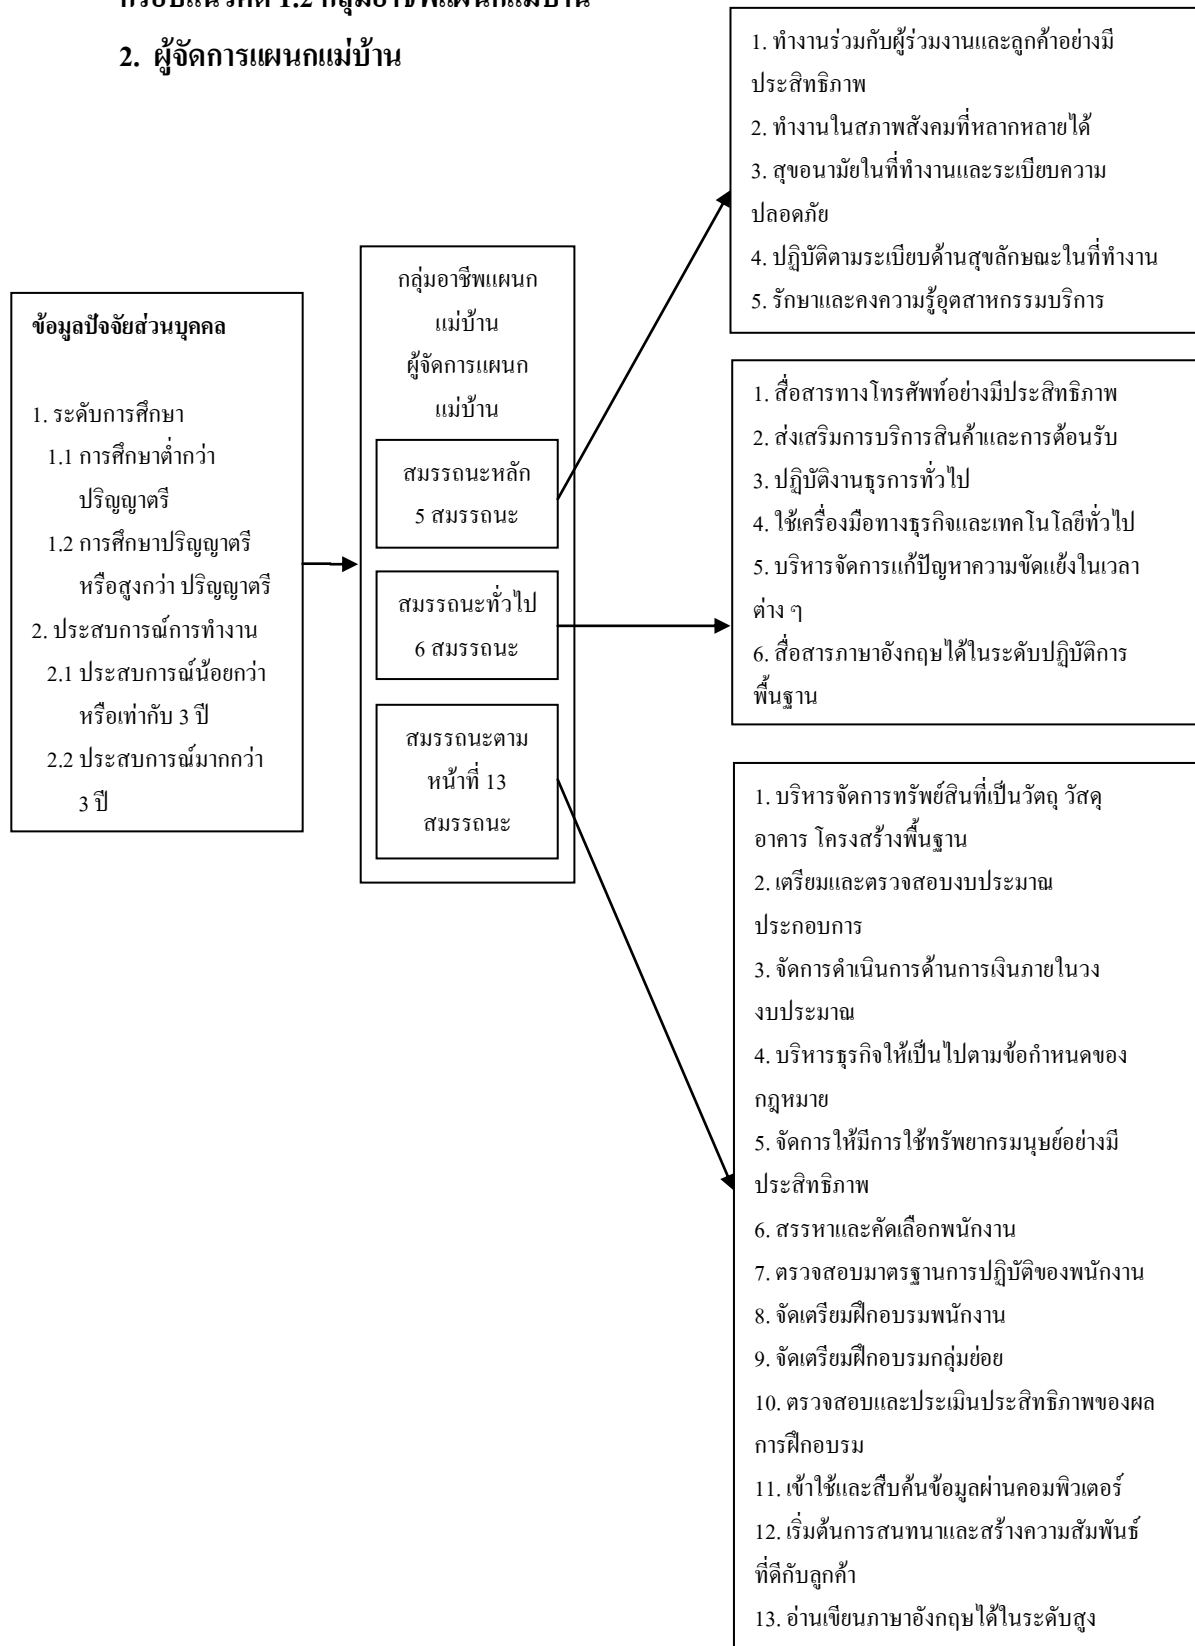 กรอบแนวคิด 1.2 กลุ่มอาชีพแผนกแม่บ้าน
2. ผู้จัดการแผนกแม่บ้าน
ข้อมูลปัจจัยส่วนบุคคล
1. ระดับการศึกษา
1.1 การศึกษาต่ำกว่า
ปริญญาตรี
1.2 การศึกษาปริญญาตรี
หรือสูงกว่า ปริญญาตรี
2. ประสบการณ์การทำงาน
2.1 ประสบการณ์น้อยกว่า
หรือเท่ากับ 3 ปี
2.2 ประสบการณ์มากกว่า
3 ปี
กลุ่มอาชีพแผนก
แม่บ้าน
ผู้จัดการแผนก
แม่บ้าน
สมรรถนะหลัก
5 สมรรถนะ
สมรรถนะทั่วไป
6 สมรรถนะ
สมรรถนะตาม
หน้าที่ 13
สมรรถนะ
1. ทำงานร่วมกับผู้ร่วมงานและลูกค้าอย่างมี
ประสิทธิภาพ
2. ทำงานในสภาพสังคมที่หลากหลายได้
3. สุขอนามัยในที่ทำงานและระเบียบความ
ปลอดภัย
4. ปฏิบัติตามระเบียบด้านสุขลักษณะในที่ทำงาน
5. รักษาและคงความรู้อุตสาหกรรมบริการ
1. สื่อสารทางโทรศัพท์อย่างมีประสิทธิภาพ
2. ส่งเสริมการบริการสินค้าและการต้อนรับ
3. ปฏิบัติงานธุรการทั่วไป
4. ใช้เครื่องมือทางธุรกิจและเทคโนโลยีทั่วไป
5. บริหารจัดการแก้ปัญหาความขัดแย้งในเวลา
ต่าง ๆ
6. สื่อสารภาษาอังกฤษได้ในระดับปฏิบัติการ
พื้นฐาน
1. บริหารจัดการทรัพย์สินที่เป็นวัตถุ วัสดุ
อาคาร โครงสร้างพื้นฐาน
2. เตรียมและตรวจสอบงบประมาณ
ประกอบการ
3. จัดการดำเนินการด้านการเงินภายในวง
งบประมาณ
4. บริหารธุรกิจให้เป็นไปตามข้อกำหนดของ
กฎหมาย
5. จัดการให้มีการใช้ทรัพยากรมนุษย์อย่างมี
ประสิทธิภาพ
6. สรรหาและคัดเลือกพนักงาน
7. ตรวจสอบมาตรฐานการปฏิบัติของพนักงาน
8. จัดเตรียมฝึกอบรมพนักงาน
9. จัดเตรียมฝึกอบรมกลุ่มย่อย
10. ตรวจสอบและประเมินประสิทธิภาพของผล
การฝึกอบรม
11. เข้าใช้และสืบค้นข้อมูลผ่านคอมพิวเตอร์
12. เริ่มต้นการสนทนาและสร้างความสัมพันธ์
ที่ดีกับลูกค้า
13. อ่านเขียนภาษาอังกฤษได้ในระดับสูง